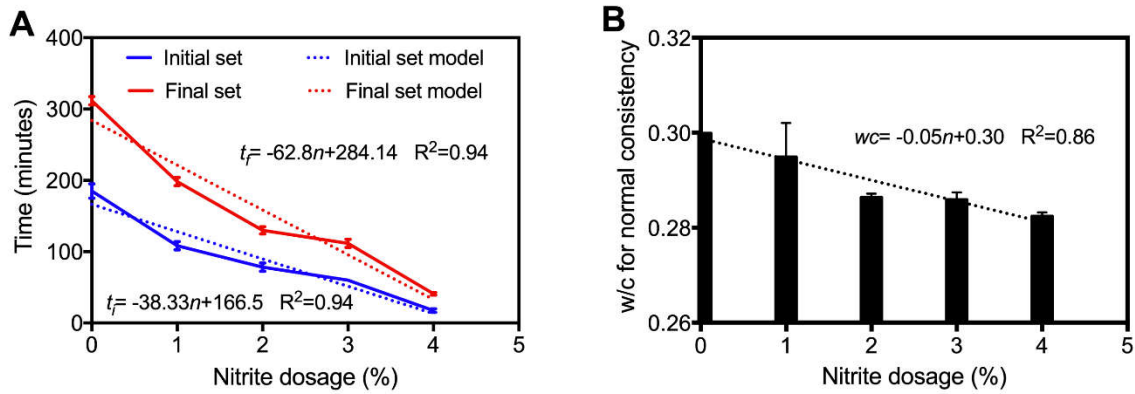 A
Time (minutes)
400
300
200
100
0
Initial set
Initial set model
Final set
Final set model
t_f= -62.8n+284.14 R²=0.94
t_i= -38.33n+166.5 R²=0.94
0 1 2 3 4 5
Nitrite dosage (%)
B
w/c for normal consistency
0.32
0.30
0.28
0.26
wc= -0.05n+0.30 R²=0.86
0 1 2 3 4 5
Nitrite dosage (%)